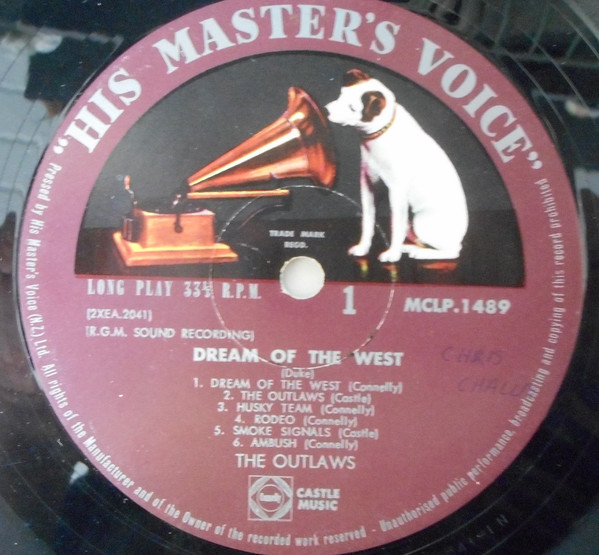 "HIS MASTER'S VOICE"
TRADE MARK
REGD.
LONG PLAY 33⅓ R.P.M.
1
MCLP.1489
(2XEA.2041)
(R.G.M. SOUND RECORDING)
DREAM OF THE WEST
(Duke)
1. DREAM OF THE WEST (Connelly)
2. THE OUTLAWS (Castle)
3. HUSKY TEAM (Connelly)
4. RODEO (Connelly)
5. SMOKE SIGNALS (Castle)
6. AMBUSH (Connelly)
THE OUTLAWS
CASTLE
MUSIC
CHRIS
Pressed by His Master's Voice (N.Z.) Ltd. All rights of the Manufacturer and of the Owner of the recorded work reserved - Unauthorised public performance, broadcasting and copying of this record prohibited